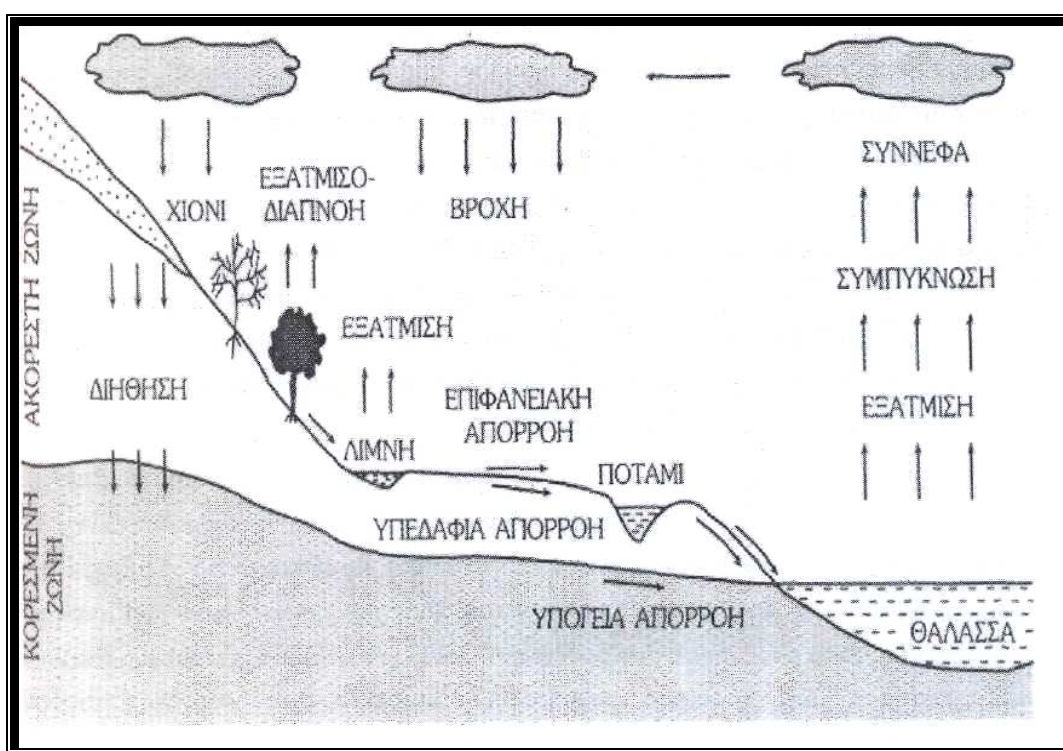 ΣΥΝΝΕΦΑ
ΕΞΑΤΜΙΣΟ-
ΔΙΑΠΝΟΗ
ΧΙΟΝΙ
ΒΡΟΧΗ
ΣΥΜΠΥΚΝΩΣΗ
ΕΞΑΤΜΙΣΗ
ΑΚΟΡΕΣΤΗ ΖΩΝΗ
ΔΙΗΘΗΣΗ
ΕΠΙΦΑΝΕΙΑΚΗ
ΑΠΟΡΡΟΗ
ΕΞΑΤΜΙΣΗ
ΛΙΜΝΗ
ΠΟΤΑΜΙ
ΥΠΕΔΑΦΙΑ ΑΠΟΡΡΟΗ
ΚΟΡΕΣΜΕΝΗ
ΖΩΝΗ
ΥΠΟΓΕΙΑ ΑΠΟΡΡΟΗ
ΘΑΛΑΣΣΑ